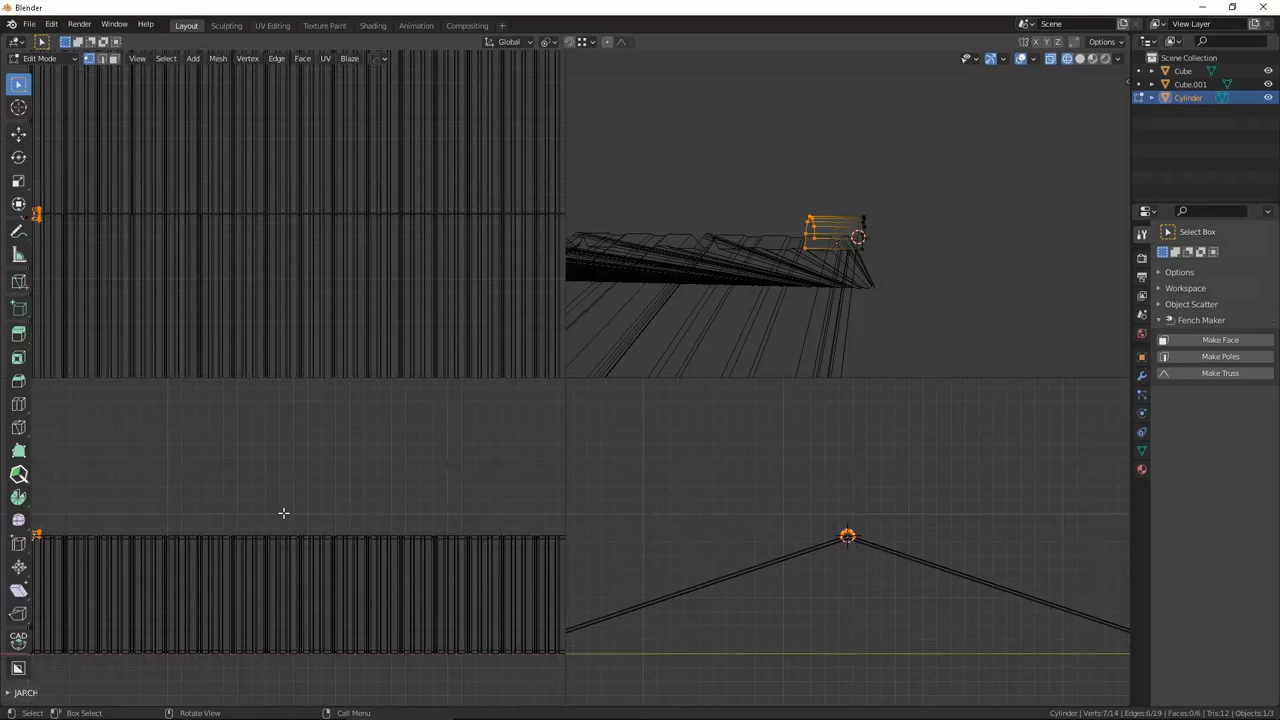 Blender
File Edit Render Window Help Layout Sculpting UV Editing Texture Paint Shading Animation Compositing Scene View Layer
Global Options
Edit Mode View Select Add Mesh Vertex Edge Face UV Blaze
X Y Z
Scene Collection
Cube
Cube.001
Cylinder
Select Box
Options
Workspace
Object Scatter
Fench Maker
Make Face
Make Poles
Make Truss
CAD
JARCH
Select Box Select Rotate View Call Menu Cylinder | Verts:7/14 | Edges:6/19 | Faces:0/6 | Tris:12 | Objects:1/3